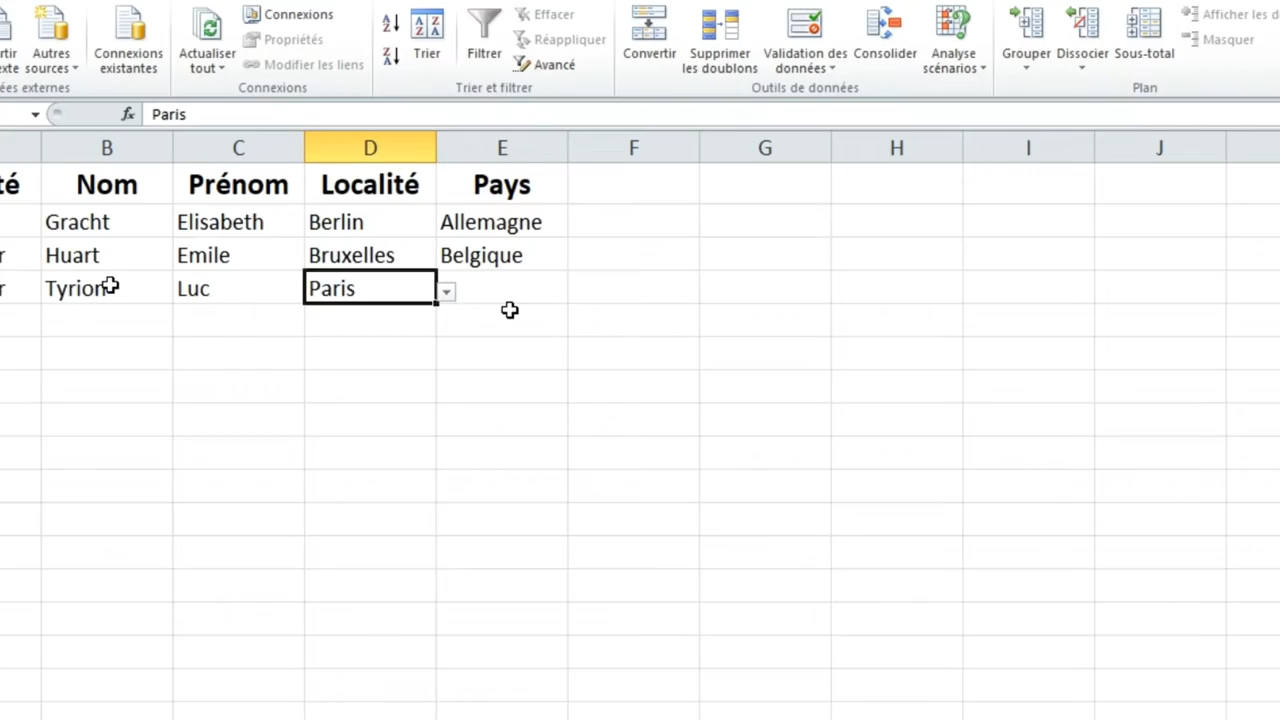 rtir Autres Connexions Actualiser Connexions Trier Filtrer Effacer Convertir Supprimer Validation des Consolider Analyse Grouper Dissocier Sous-total Afficher les d
exte sources existantes tout Propriétés Réappliquer les doublons données scénarios Masquer
Modifier les liens Avancé
ées externes Connexions Trier et filtrer Outils de données Plan
fx Paris
B C D E F G H I J
té Nom Prénom Localité Pays
Gracht Elisabeth Berlin Allemagne
r Huart Emile Bruxelles Belgique
r Tyrion Luc Paris